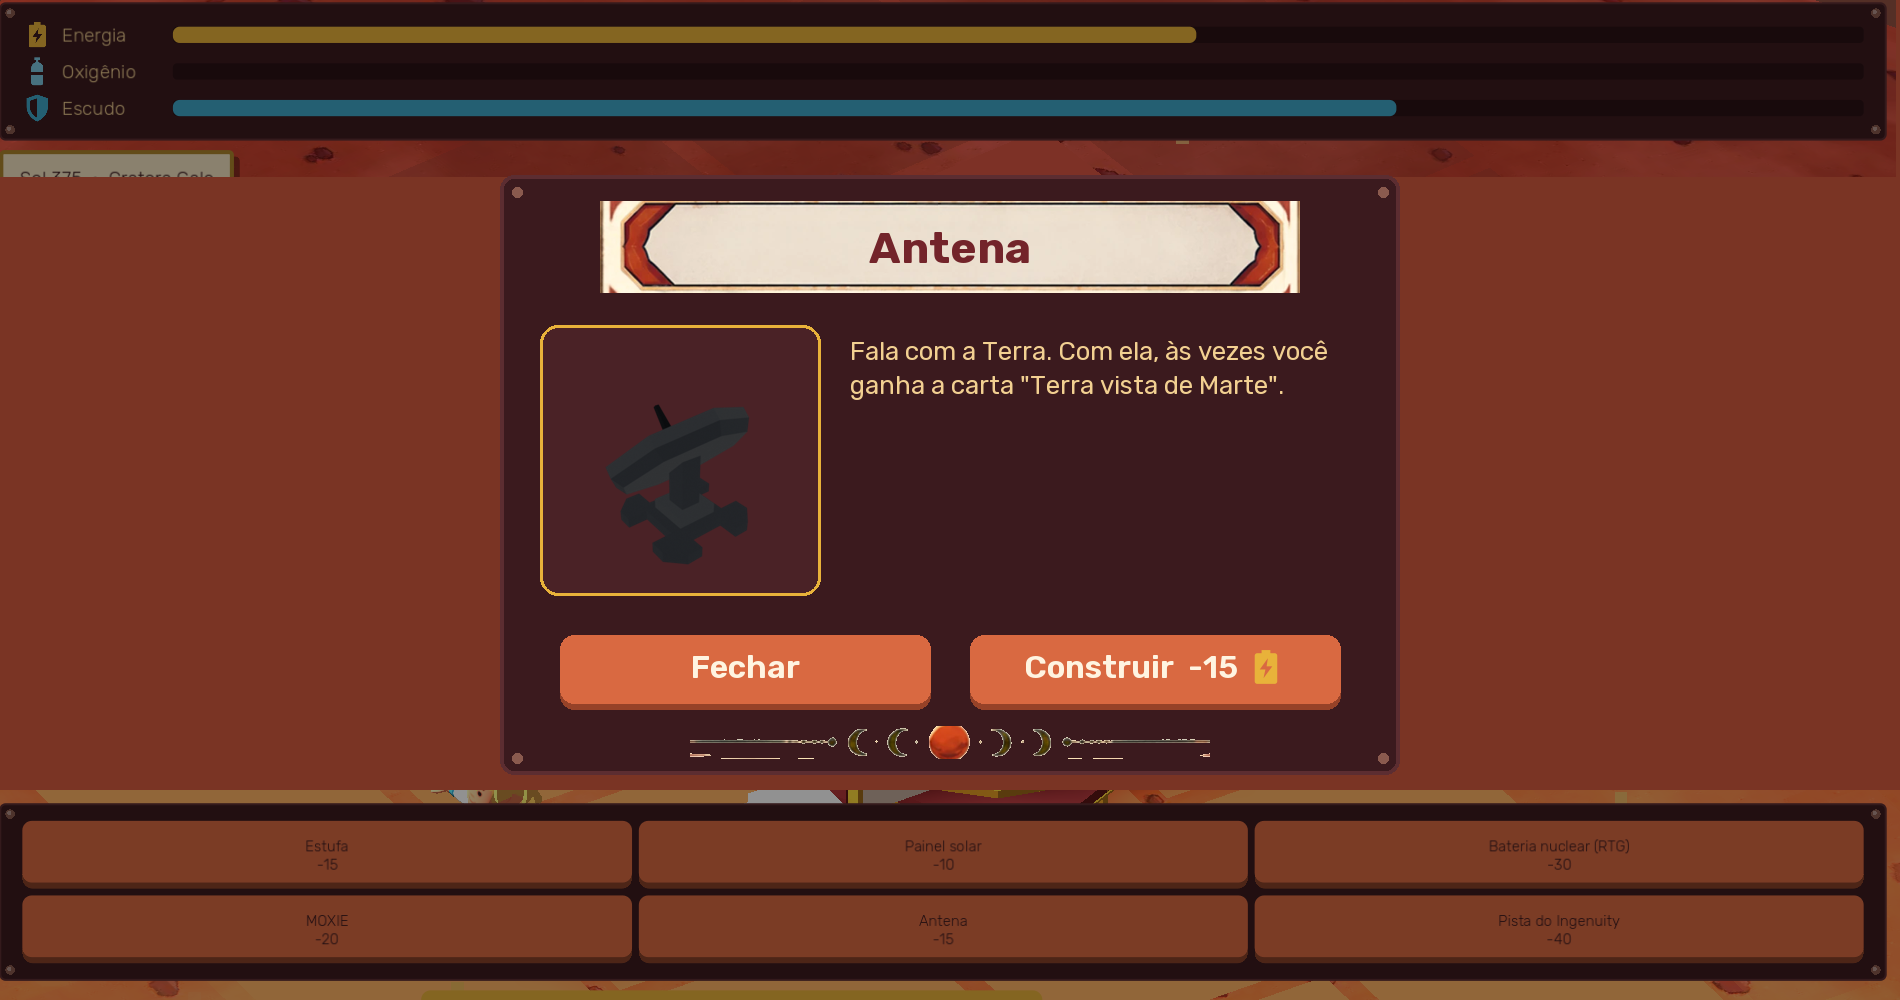 Energia
Oxigênio
Escudo
Antena
Fala com a Terra. Com ela, às vezes você
ganha a carta "Terra vista de Marte".
Fechar
Construir -15
Estufa
-15
Painel solar
-10
Bateria nuclear (RTG)
-30
MOXIE
-20
Antena
-15
Pista do Ingenuity
-40